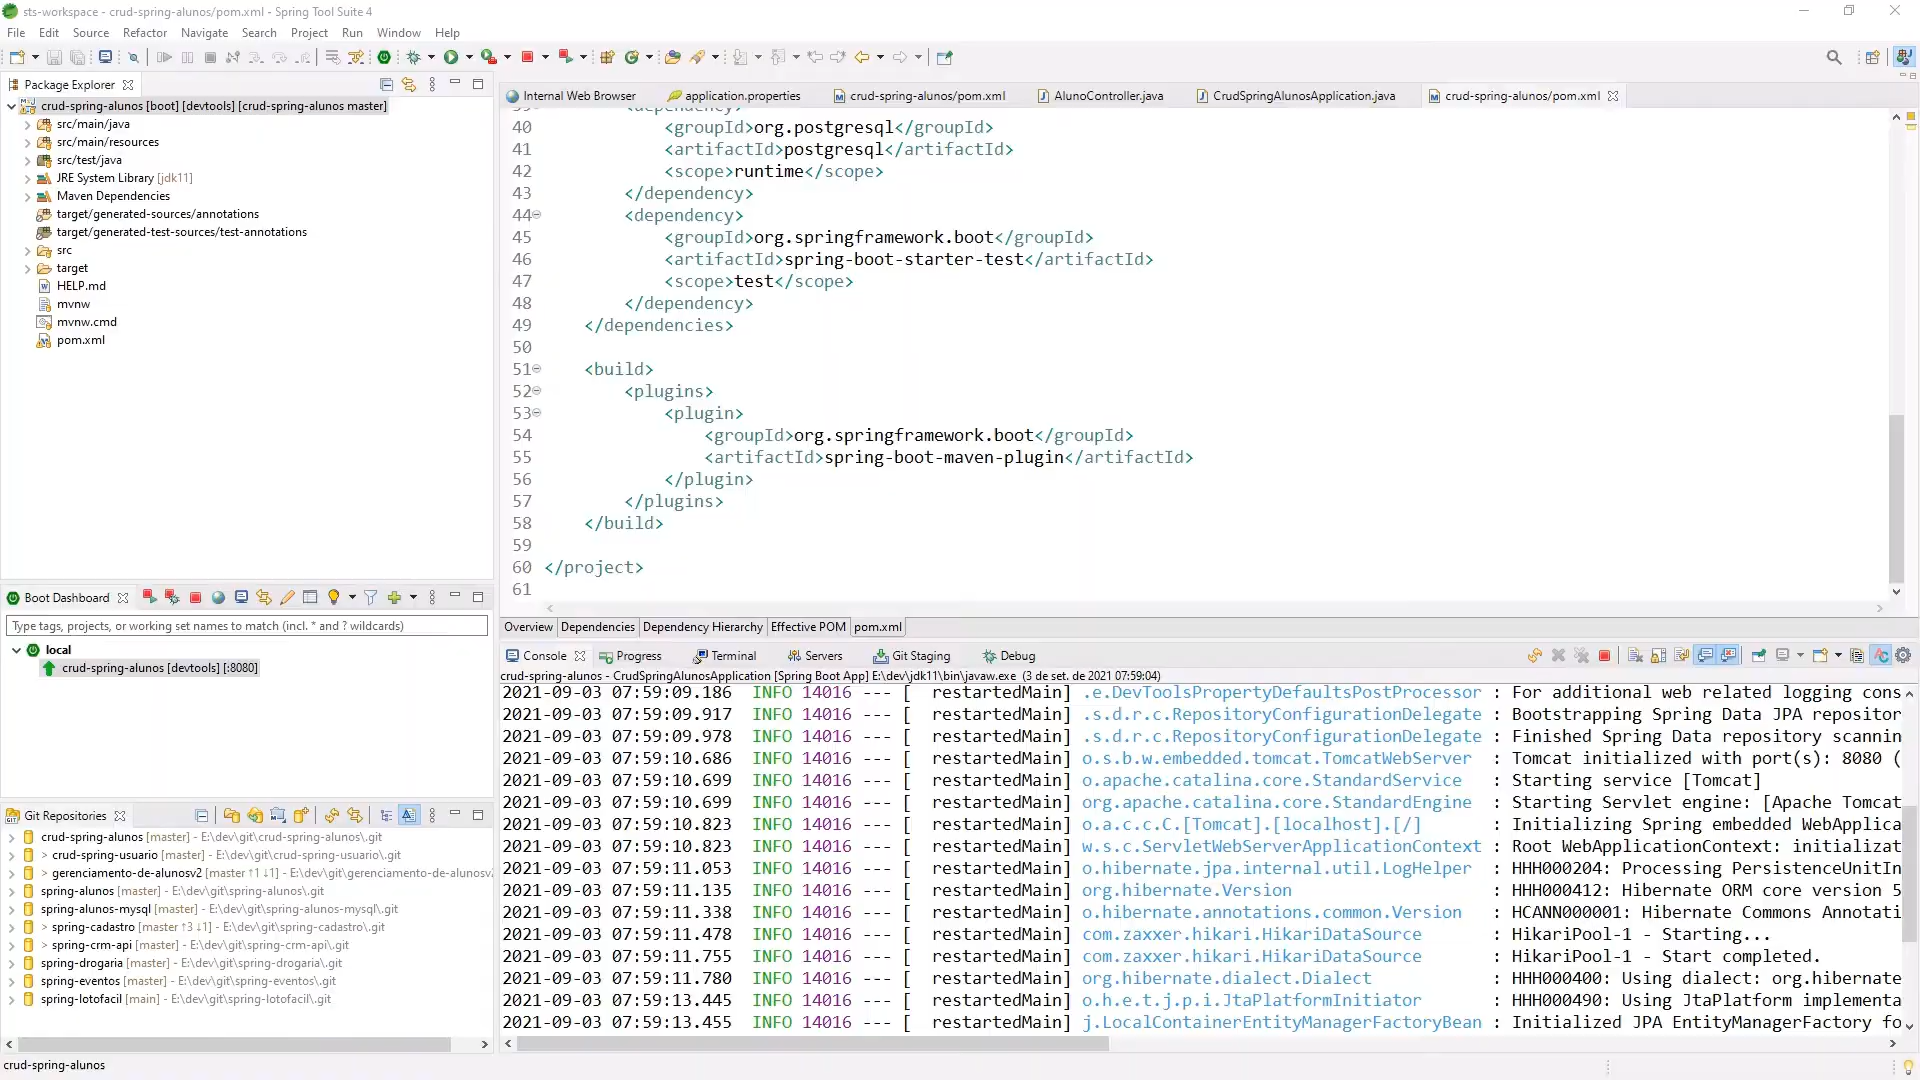 sts-workspace - crud-spring-alunos/pom.xml - Spring Tool Suite 4
File Edit Source Refactor Navigate Search Project Run Window Help
Package Explorer
crud-spring-alunos [boot] [devtools] [crud-spring-alunos master]
src/main/java
src/main/resources
src/test/java
JRE System Library [jdk11]
Maven Dependencies
target/generated-sources/annotations
target/generated-test-sources/test-annotations
src
target
HELP.md
mvnw
mvnw.cmd
pom.xml
Internal Web Browser application.properties crud-spring-alunos/pom.xml AlunoController.java CrudSpringAlunosApplication.java crud-spring-alunos/pom.xml
39 <dependency>
40 <groupId>org.postgresql</groupId>
41 <artifactId>postgresql</artifactId>
42 <scope>runtime</scope>
43 </dependency>
44 <dependency>
45 <groupId>org.springframework.boot</groupId>
46 <artifactId>spring-boot-starter-test</artifactId>
47 <scope>test</scope>
48 </dependency>
49 </dependencies>
50
51 <build>
52 <plugins>
53 <plugin>
54 <groupId>org.springframework.boot</groupId>
55 <artifactId>spring-boot-maven-plugin</artifactId>
56 </plugin>
57 </plugins>
58 </build>
59
60 </project>
61
Overview Dependencies Dependency Hierarchy Effective POM pom.xml
Boot Dashboard
Type tags, projects, or working set names to match (incl. * and ? wildcards)
local
crud-spring-alunos [devtools] [:8080]
Git Repositories
crud-spring-alunos [master] - E:\dev\git\crud-spring-alunos\.git
> crud-spring-usuario [master] - E:\dev\git\crud-spring-usuario\.git
> gerenciamento-de-alunosv2 [master ↑1 ↓1] - E:\dev\git\gerenciamento-de-alunosv2
spring-alunos [master] - E:\dev\git\spring-alunos\.git
spring-alunos-mysql [master] - E:\dev\git\spring-alunos-mysql\.git
> spring-cadastro [master ↑3 ↓1] - E:\dev\git\spring-cadastro\.git
> spring-crm-api [master] - E:\dev\git\spring-crm-api\.git
spring-drogaria [master] - E:\dev\git\spring-drogaria\.git
spring-eventos [master] - E:\dev\git\spring-eventos\.git
spring-lotofacil [main] - E:\dev\git\spring-lotofacil\.git
Console Progress Terminal Servers Git Staging Debug
crud-spring-alunos - CrudSpringAlunosApplication [Spring Boot App] E:\dev\jdk11\bin\javaw.exe (3 de set. de 2021 07:59:04)
2021-09-03 07:59:09.186 INFO 14016 --- [ restartedMain] .e.DevToolsPropertyDefaultsPostProcessor : For additional web related logging cons
2021-09-03 07:59:09.917 INFO 14016 --- [ restartedMain] .s.d.r.c.RepositoryConfigurationDelegate : Bootstrapping Spring Data JPA repositor
2021-09-03 07:59:09.978 INFO 14016 --- [ restartedMain] .s.d.r.c.RepositoryConfigurationDelegate : Finished Spring Data repository scannin
2021-09-03 07:59:10.686 INFO 14016 --- [ restartedMain] o.s.b.w.embedded.tomcat.TomcatWebServer : Tomcat initialized with port(s): 8080 (
2021-09-03 07:59:10.699 INFO 14016 --- [ restartedMain] o.apache.catalina.core.StandardService : Starting service [Tomcat]
2021-09-03 07:59:10.699 INFO 14016 --- [ restartedMain] org.apache.catalina.core.StandardEngine : Starting Servlet engine: [Apache Tomcat
2021-09-03 07:59:10.823 INFO 14016 --- [ restartedMain] o.a.c.c.C.[Tomcat].[localhost].[/] : Initializing Spring embedded WebApplica
2021-09-03 07:59:10.823 INFO 14016 --- [ restartedMain] w.s.c.ServletWebServerApplicationContext : Root WebApplicationContext: initializat
2021-09-03 07:59:11.053 INFO 14016 --- [ restartedMain] o.hibernate.jpa.internal.util.LogHelper : HHH000204: Processing PersistenceUnitIn
2021-09-03 07:59:11.135 INFO 14016 --- [ restartedMain] org.hibernate.Version : HHH000412: Hibernate ORM core version 5
2021-09-03 07:59:11.338 INFO 14016 --- [ restartedMain] o.hibernate.annotations.common.Version : HCANN000001: Hibernate Commons Annotati
2021-09-03 07:59:11.478 INFO 14016 --- [ restartedMain] com.zaxxer.hikari.HikariDataSource : HikariPool-1 - Starting...
2021-09-03 07:59:11.755 INFO 14016 --- [ restartedMain] com.zaxxer.hikari.HikariDataSource : HikariPool-1 - Start completed.
2021-09-03 07:59:11.780 INFO 14016 --- [ restartedMain] org.hibernate.dialect.Dialect : HHH000400: Using dialect: org.hibernate
2021-09-03 07:59:13.445 INFO 14016 --- [ restartedMain] o.h.e.t.j.p.i.JtaPlatformInitiator : HHH000490: Using JtaPlatform implementa
2021-09-03 07:59:13.455 INFO 14016 --- [ restartedMain] j.LocalContainerEntityManagerFactoryBean : Initialized JPA EntityManagerFactory fo
crud-spring-alunos